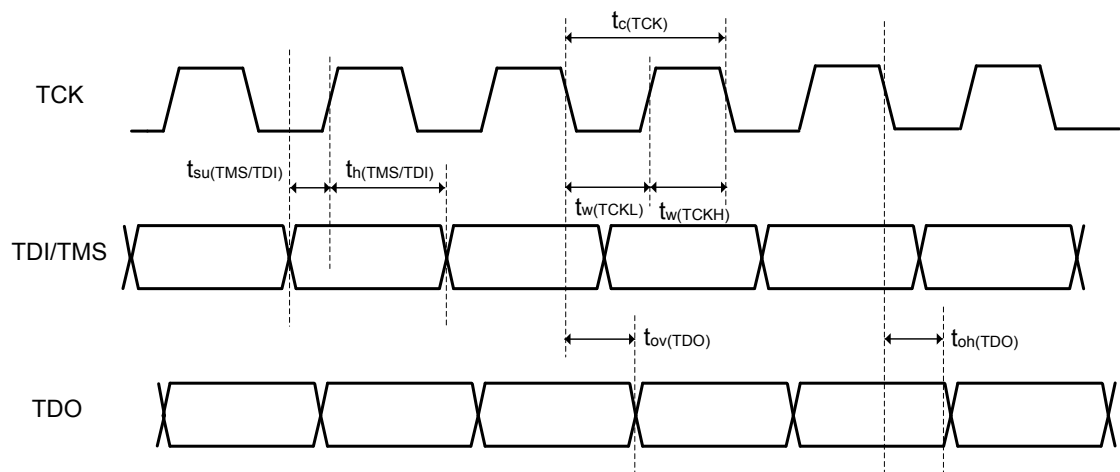 tc(TCK)
TCK
tsu(TMS/TDI)
th(TMS/TDI)
tw(TCKL)
tw(TCKH)
TDI/TMS
tov(TDO)
toh(TDO)
TDO